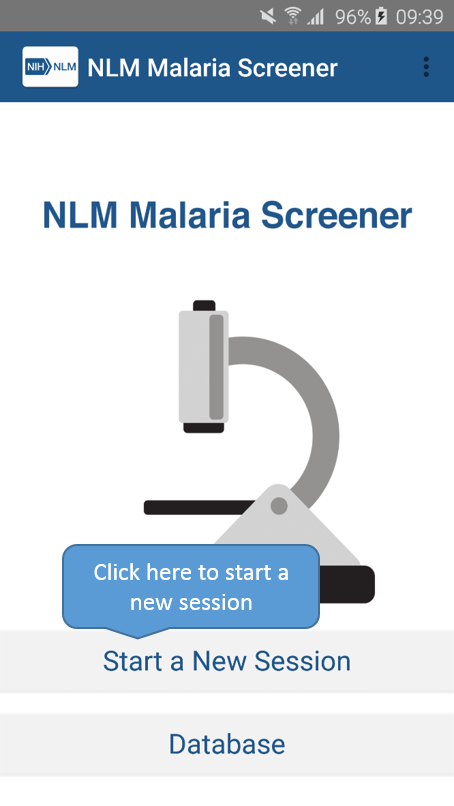 96% 09:39
NIH NLM NLM Malaria Screener
NLM Malaria Screener
Click here to start a
new session
Start a New Session
Database